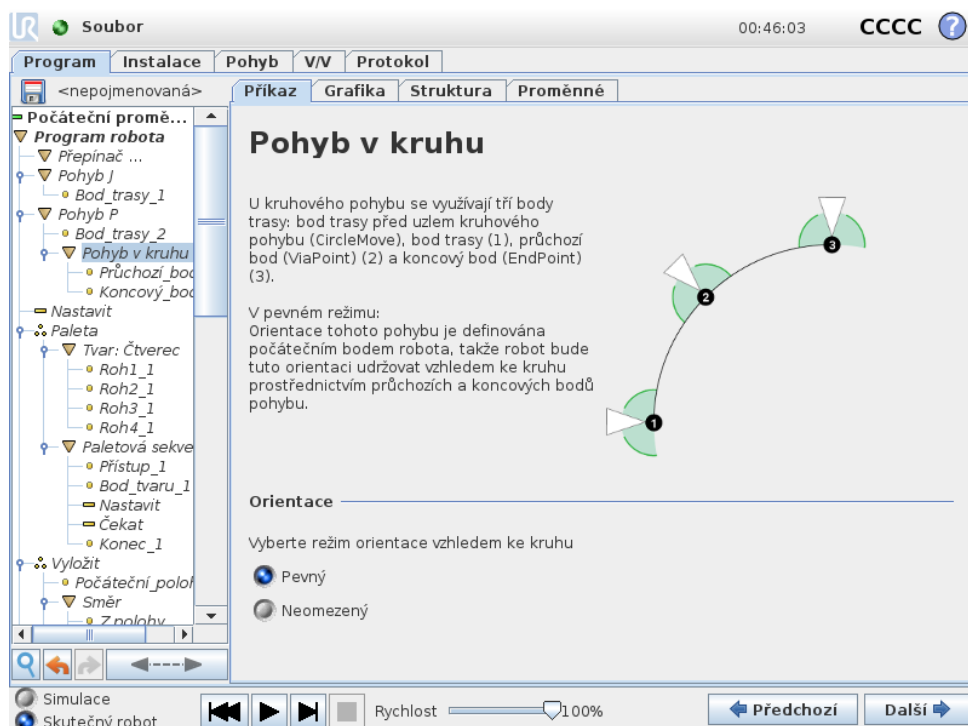 UR Soubor 00:46:03 CCCC ?
Program Instalace Pohyb V/V Protokol
<nepojmenovaná> Příkaz Grafika Struktura Proměnné
Počáteční promě...
Program robota
Přepínač ...
Pohyb J
Bod_trasy_1
Pohyb P
Bod_trasy_2
Pohyb v kruhu
Průchozí_bod
Koncový_bod
Nastavit
Paleta
Tvar: Čtverec
Roh1_1
Roh2_1
Roh3_1
Roh4_1
Paletová sekve
Přístup_1
Bod_tvaru_1
Nastavit
Čekat
Konec_1
Vyložit
Počáteční_poloh
Směr
Z polohy
Pohyb v kruhu
U kruhového pohybu se využívají tří body
trasy: bod trasy před uzlem kruhového
pohybu (CircleMove), bod trasy (1), průchozí
bod (ViaPoint) (2) a koncový bod (EndPoint)
(3).
V pevném režimu:
Orientace tohoto pohybu je definována
počátečním bodem robota, takže robot bude
tuto orientaci udržovat vzhledem ke kruhu
prostřednictvím průchozích a koncových bodů
pohybu.
3
2
1
Orientace
Vyberte režim orientace vzhledem ke kruhu
Pevný
Neomezený
Simulace
Skutečný robot
Rychlost 100%
Předchozí Další